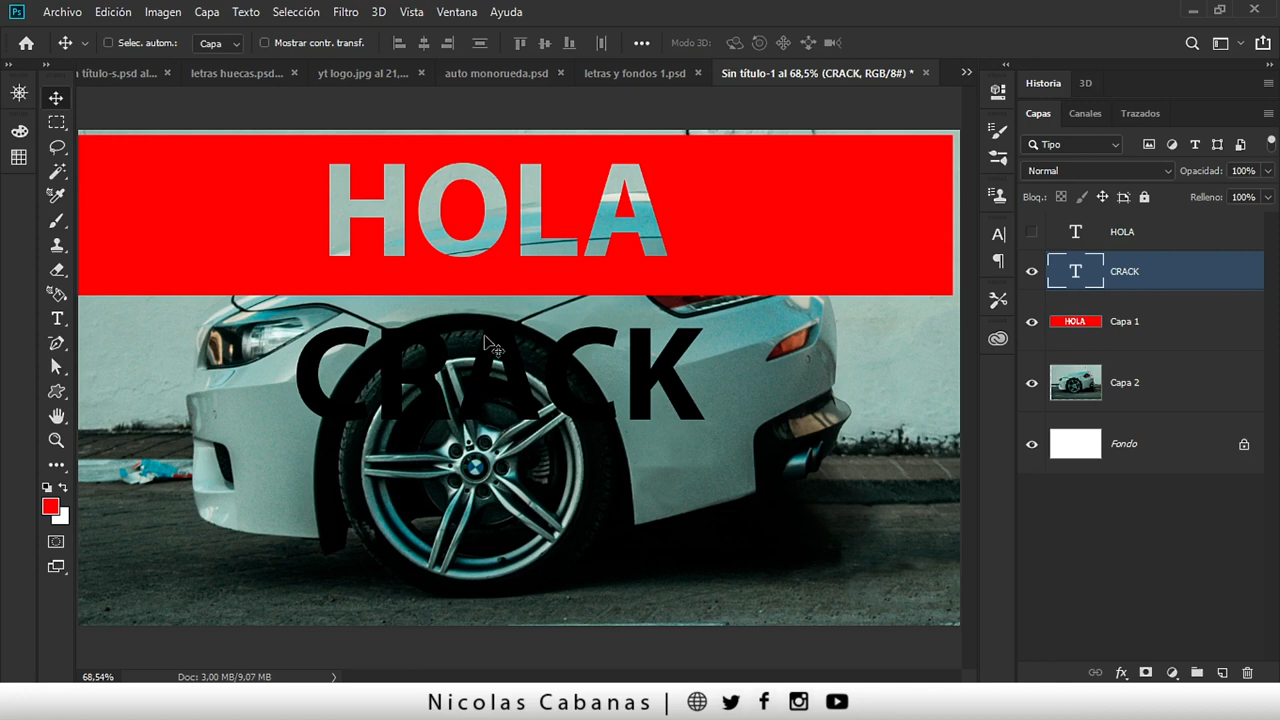 Ps Archivo Edición Imagen Capa Texto Selección Filtro 3D Vista Ventana Ayuda
Selec. autom.: Capa Mostrar contr. transf. Modo 3D:
n título-s.psd al... × letras huecas.psd... × yt logo.jpg al 21,... × auto monorueda.psd × letras y fondos 1.psd × Sin título-1 al 68,5% (CRACK, RGB/8#) * ×
Historia 3D
Capas Canales Trazados
Tipo
Normal Opacidad: 100%
Bloq.: Relleno: 100%
HOLA
CRACK
HOLA
CRACK
HOLA Capa 1
Capa 2
Fondo
68,54% Doc: 3,00 MB/9,07 MB
Nicolas Cabanas |